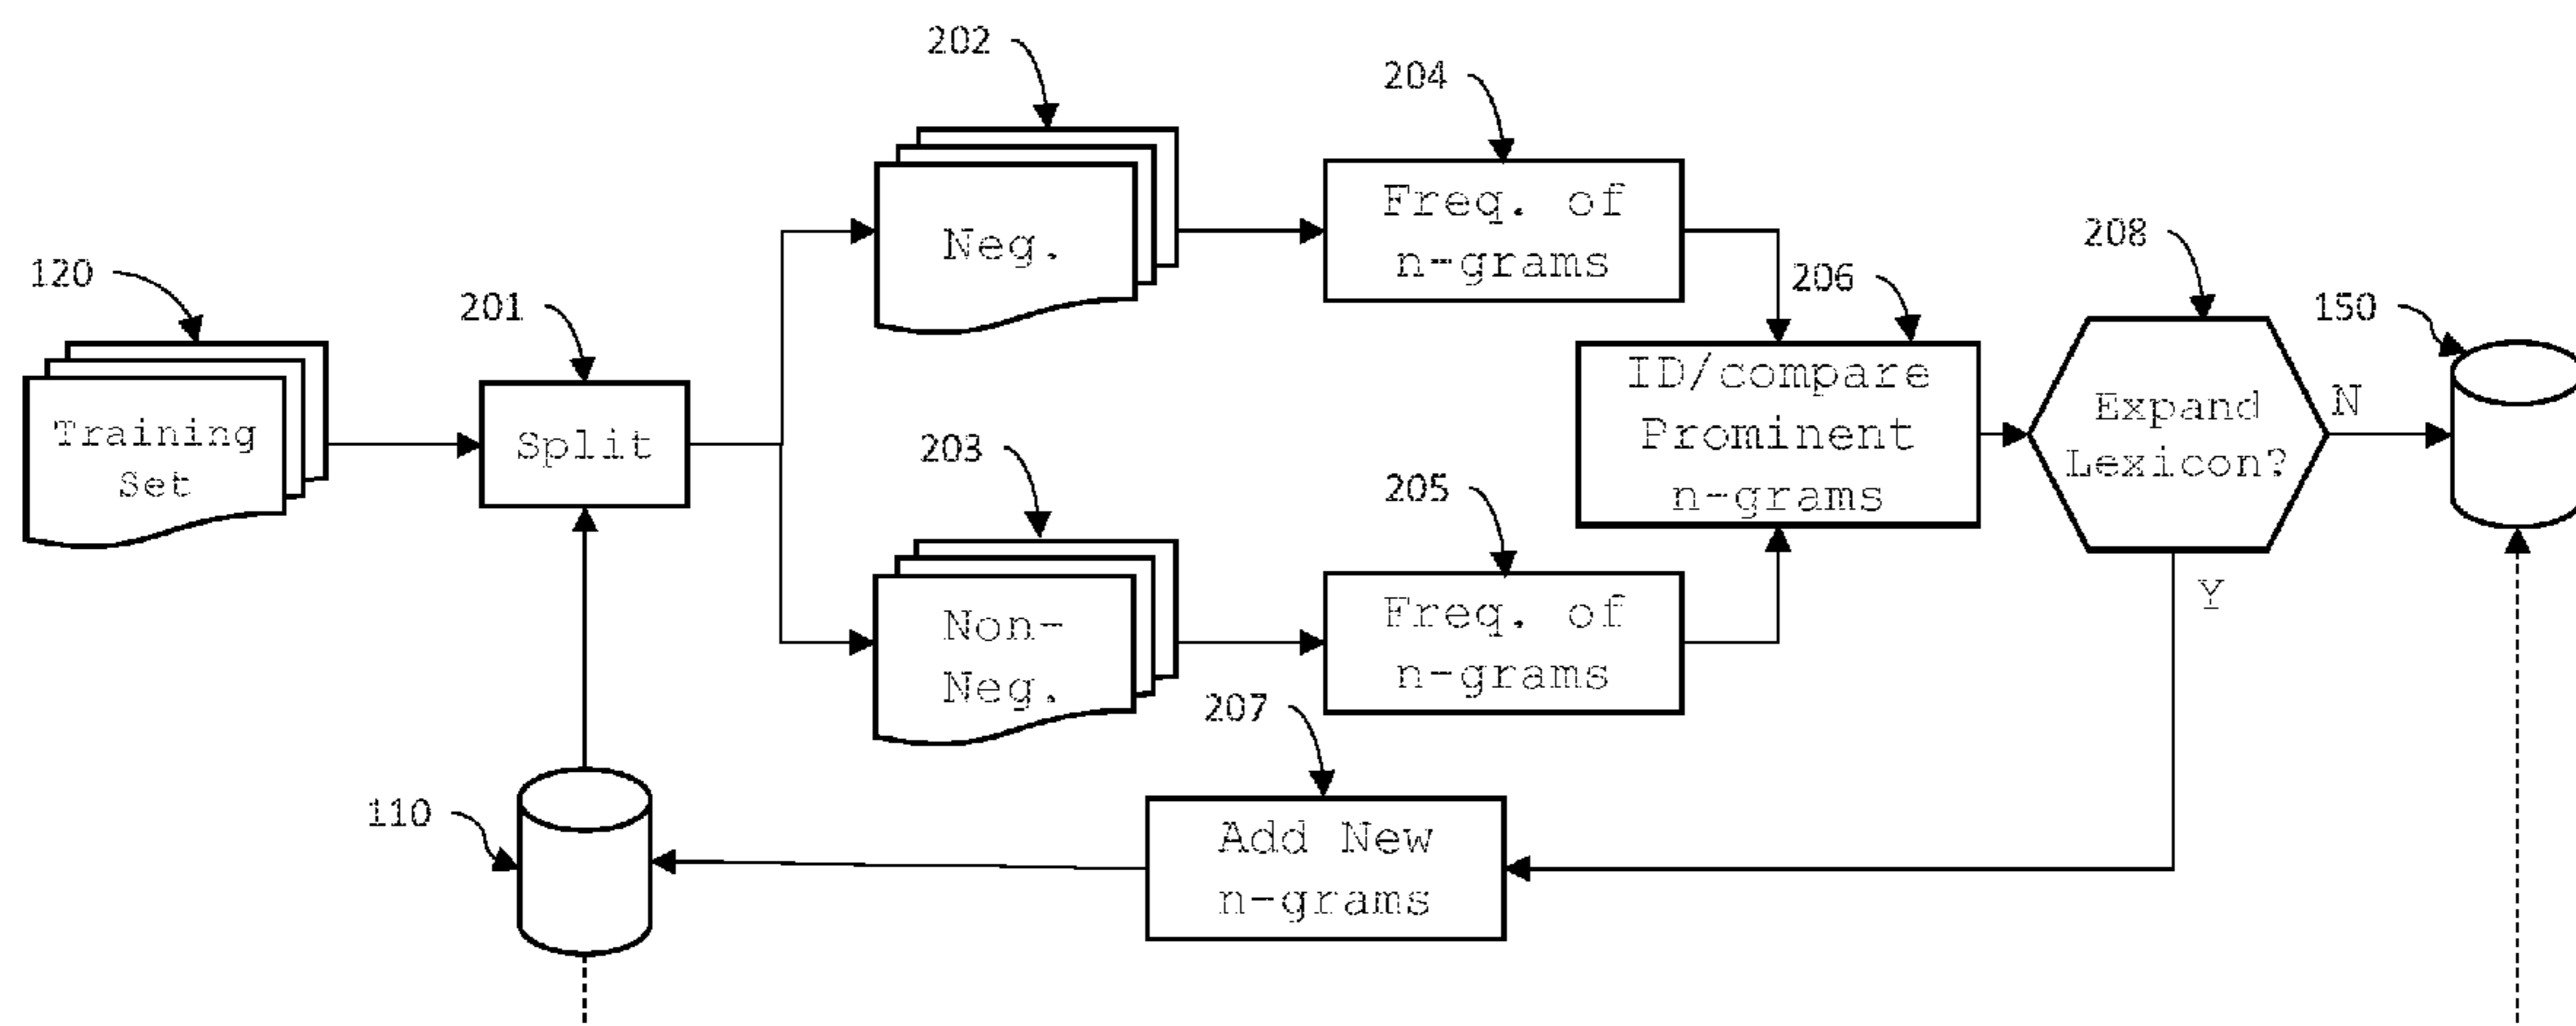 202
204
Neg.
Freq. of
n-grams
208
206
120
201
150
Training
Set
Split
203
ID/compare
Prominent
n-grams
Expand
Lexicon?
N
205
Non-
Neg.
Freq. of
n-grams
Y
207
110
Add New
n-grams